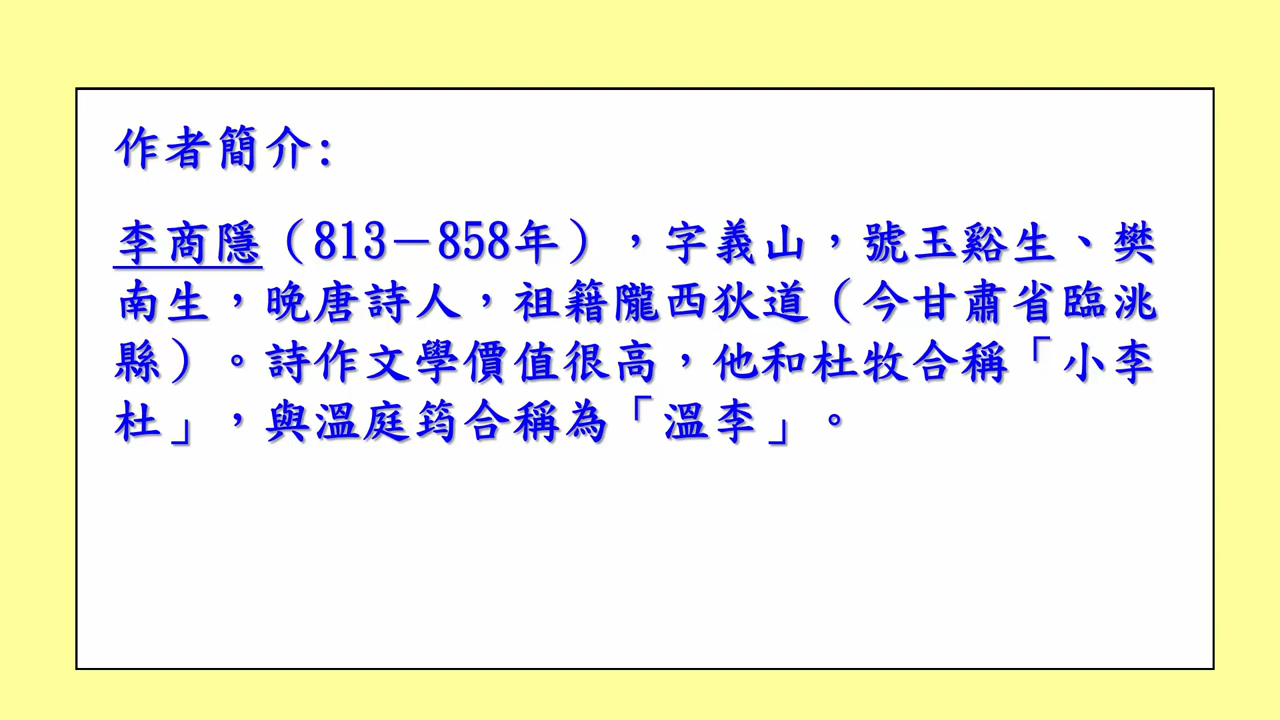 作者簡介:
李商隱（813－858年），字義山，號玉谿生、樊
南生，晚唐詩人，祖籍隴西狄道（今甘肅省臨洮
縣）。詩作文學價值很高，他和杜牧合稱「小李
杜」，與溫庭筠合稱為「溫李」。